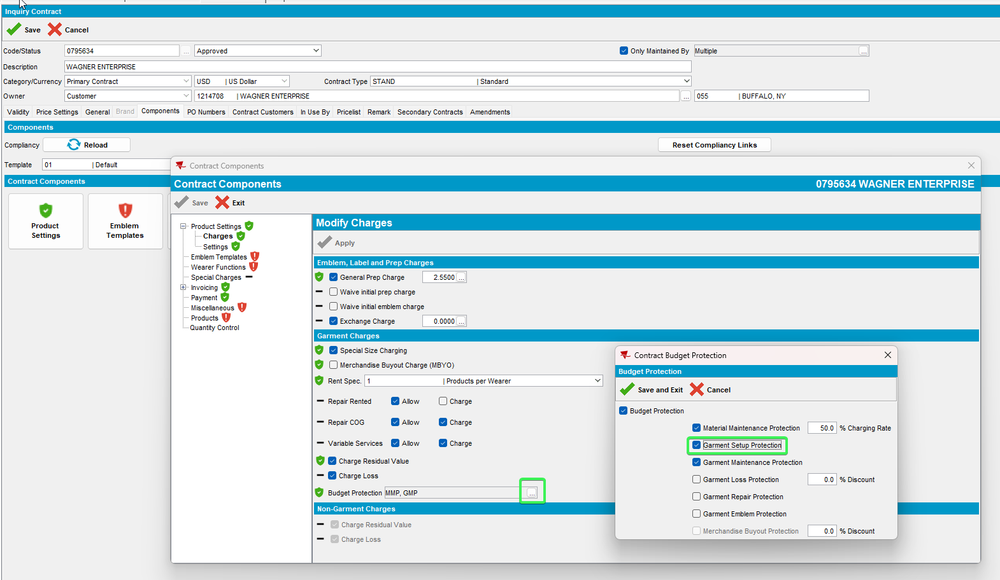 Inquiry Contract
Save Cancel
Code/Status 0795634 ... Approved Only Maintained By Multiple ...
Description WAGNER ENTERPRISE
Category/Currency Primary Contract USD | US Dollar Contract Type STAND | Standard
Owner Customer 1214708 | WAGNER ENTERPRISE ... 055 | BUFFALO, NY
Validity Price Settings General Brand Components PO Numbers Contract Customers In Use By Pricelist Remark Secondary Contracts Amendments
Components
Compliancy Reload Reset Compliancy Links
Template 01 | Default
Contract Components
Product
Settings
Emblem
Templates
Contract Components
Contract Components 0795634 WAGNER ENTERPRISE
Save Exit
Product Settings
Charges
Settings
Emblem Templates
Wearer Functions
Special Charges
Invoicing
Payment
Miscellaneous
Products
Quantity Control
Modify Charges
Apply
Emblem, Label and Prep Charges
General Prep Charge 2.5500 ...
Waive initial prep charge
Waive initial emblem charge
Exchange Charge 0.0000 ...
Garment Charges
Special Size Charging
Merchandise Buyout Charge (MBYO)
Rent Spec. 1 | Products per Wearer
Repair Rented Allow Charge
Repair COG Allow Charge
Variable Services Allow Charge
Charge Residual Value
Charge Loss
Budget Protection MMP, GMP ...
Non-Garment Charges
Charge Residual Value
Charge Loss
Contract Budget Protection
Budget Protection
Save and Exit Cancel
Budget Protection
Material Maintenance Protection 50.0 % Charging Rate
Garment Setup Protection
Garment Maintenance Protection
Garment Loss Protection 0.0 % Discount
Garment Repair Protection
Garment Emblem Protection
Merchandise Buyout Protection 0.0 % Discount